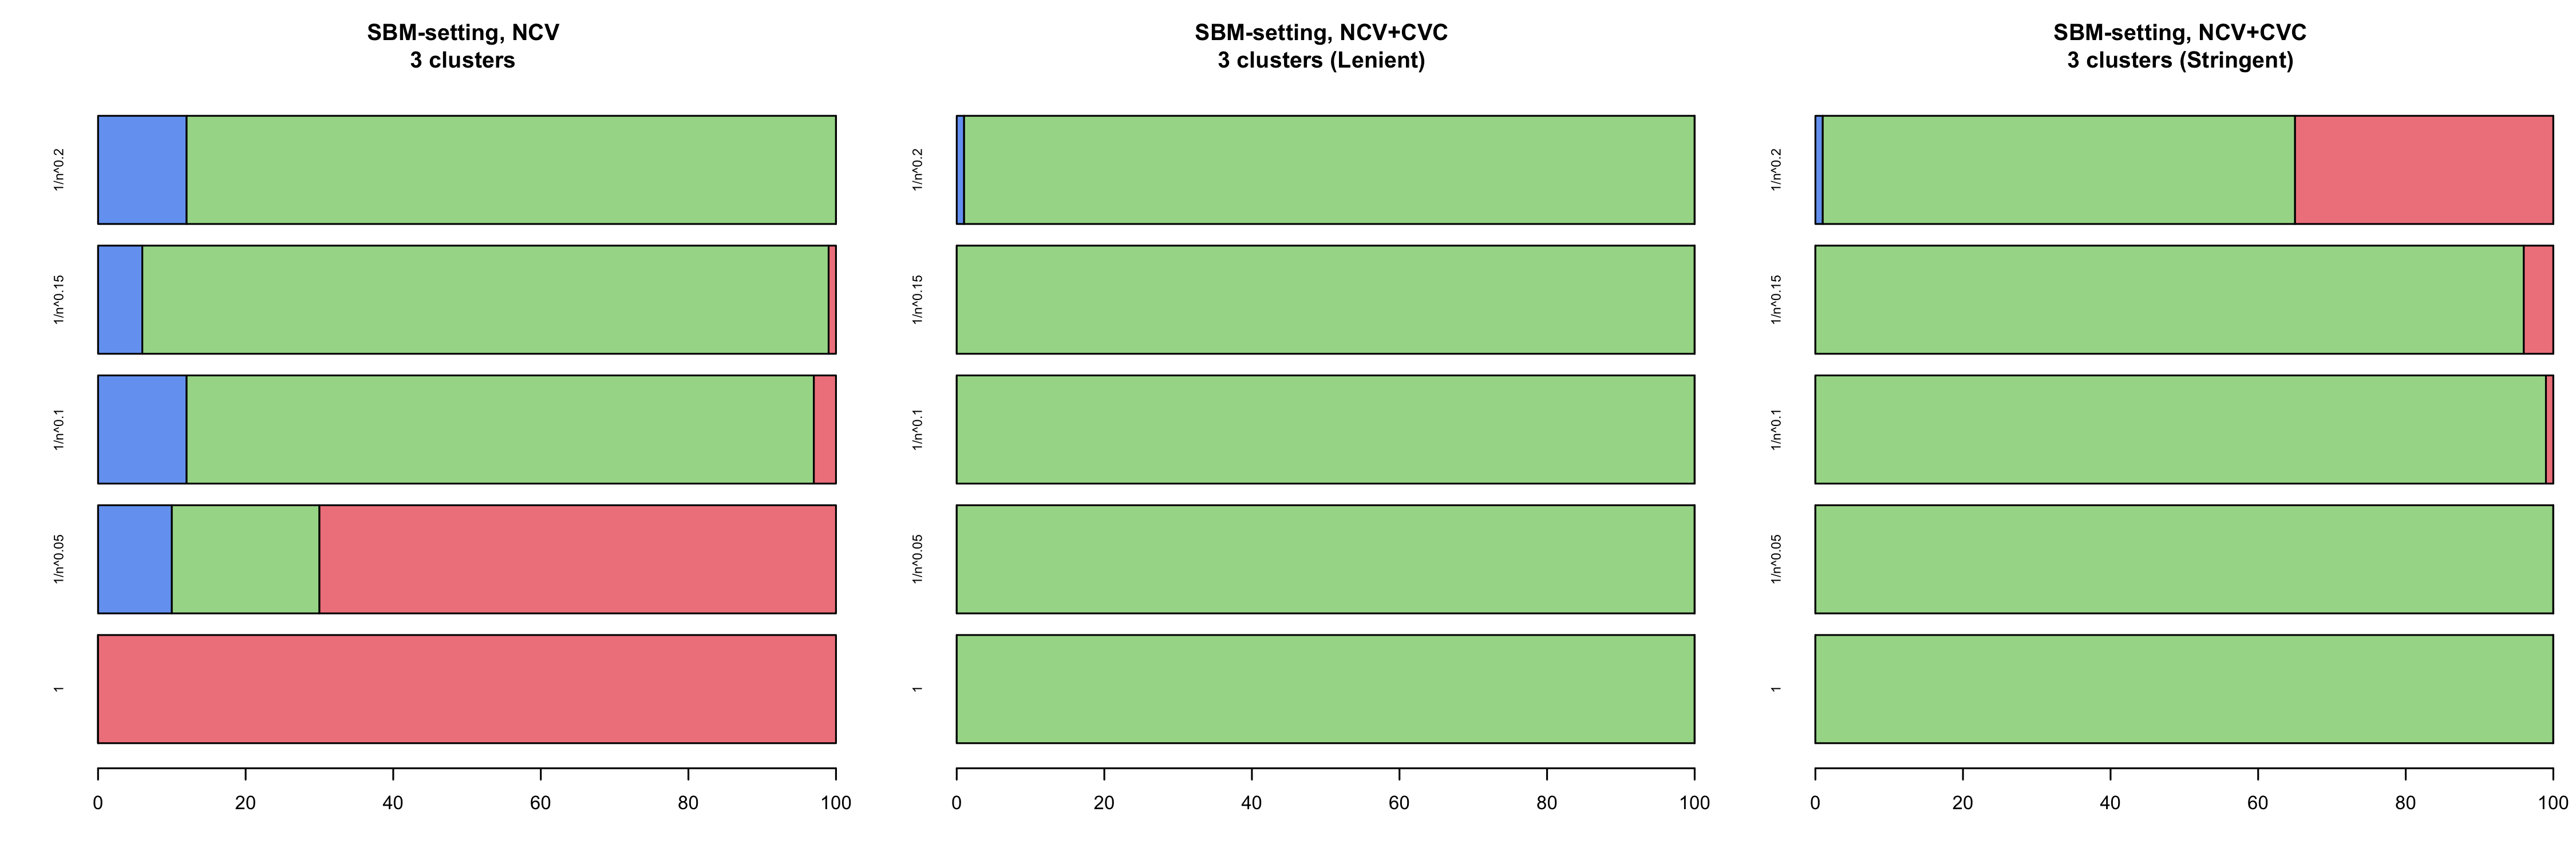 SBM-setting, NCV
3 clusters
1/n^0.2
1/n^0.15
1/n^0.1
1/n^0.05
1
0 20 40 60 80 100
SBM-setting, NCV+CVC
3 clusters (Lenient)
1/n^0.2
1/n^0.15
1/n^0.1
1/n^0.05
1
0 20 40 60 80 100
SBM-setting, NCV+CVC
3 clusters (Stringent)
1/n^0.2
1/n^0.15
1/n^0.1
1/n^0.05
1
0 20 40 60 80 100